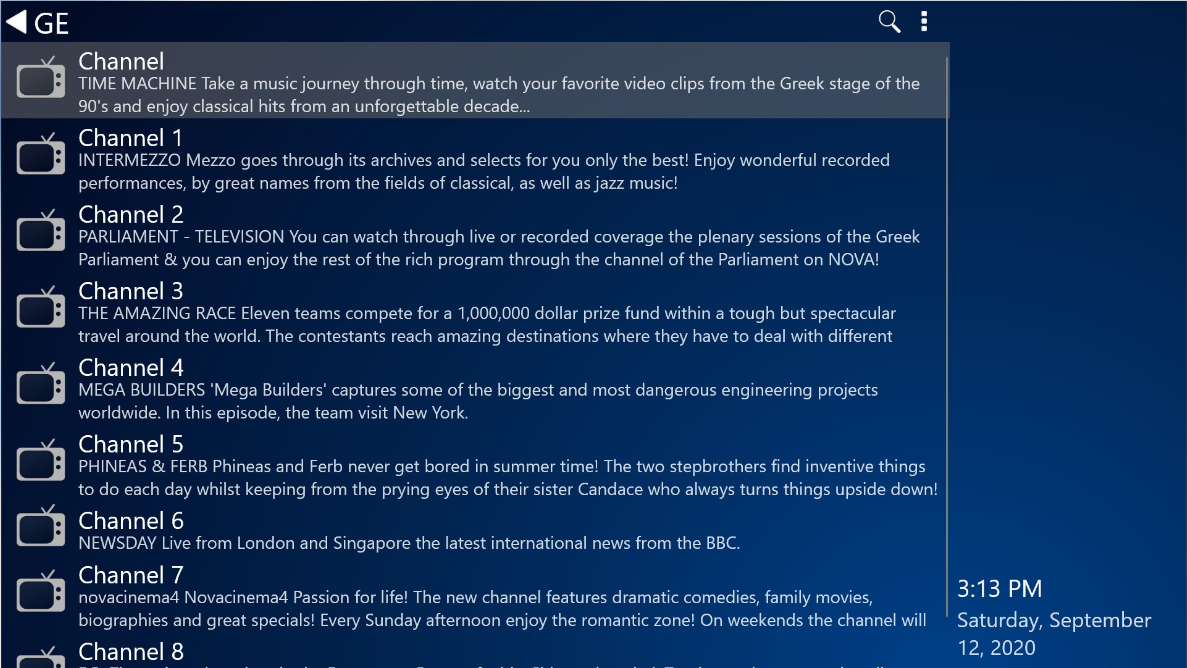 GE
Channel
TIME MACHINE Take a music journey through time, watch your favorite video clips from the Greek stage of the
90's and enjoy classical hits from an unforgettable decade...
Channel 1
INTERMEZZO Mezzo goes through its archives and selects for you only the best! Enjoy wonderful recorded
performances, by great names from the fields of classical, as well as jazz music!
Channel 2
PARLIAMENT - TELEVISION You can watch through live or recorded coverage the plenary sessions of the Greek
Parliament & you can enjoy the rest of the rich program through the channel of the Parliament on NOVA!
Channel 3
THE AMAZING RACE Eleven teams compete for a 1,000,000 dollar prize fund within a tough but spectacular
travel around the world. The contestants reach amazing destinations where they have to deal with different
Channel 4
MEGA BUILDERS 'Mega Builders' captures some of the biggest and most dangerous engineering projects
worldwide. In this episode, the team visit New York.
Channel 5
PHINEAS & FERB Phineas and Ferb never get bored in summer time! The two stepbrothers find inventive things
to do each day whilst keeping from the prying eyes of their sister Candace who always turns things upside down!
Channel 6
NEWSDAY Live from London and Singapore the latest international news from the BBC.
Channel 7
novacinema4 Novacinema4 Passion for life! The new channel features dramatic comedies, family movies,
biographies and great specials! Every Sunday afternoon enjoy the romantic zone! On weekends the channel will
Channel 8
3:13 PM
Saturday, September
12, 2020